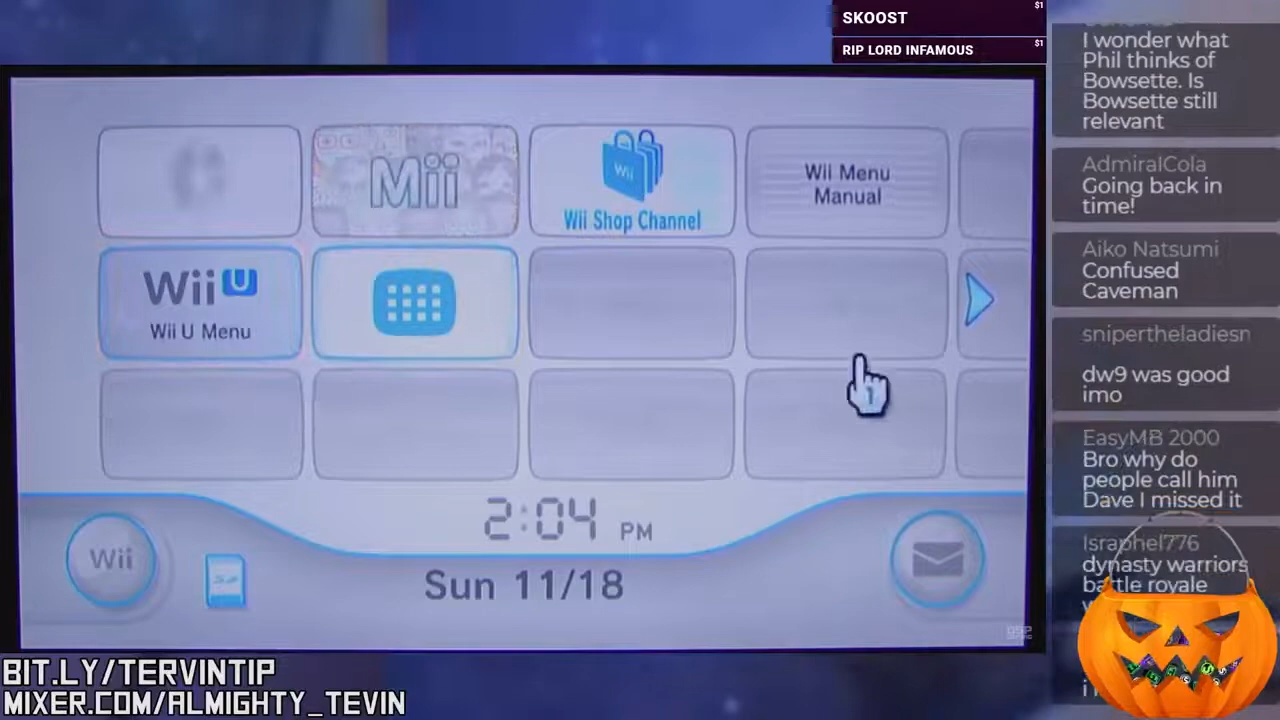 SKOOST
$1
RIP LORD INFAMOUS
$1
I wonder what
Phil thinks of
Bowsette. Is
Bowsette still
relevant
AdmiralCola
Going back in
time!
Aiko Natsumi
Confused
Caveman
snipertheladiesn
dw9 was good
imo
EasyMB 2000
Bro why do
people call him
Dave I missed it
Israphel776
dynasty warriors
battle royale
Mii
Wii
Wii Shop Channel
Wii Menu
Manual
Wii U
Wii U Menu
1
2:04 PM
Sun 11/18
Wii
BIT.LY/TERVINTIP
MIXER.COM/ALMIGHTY_TEVIN